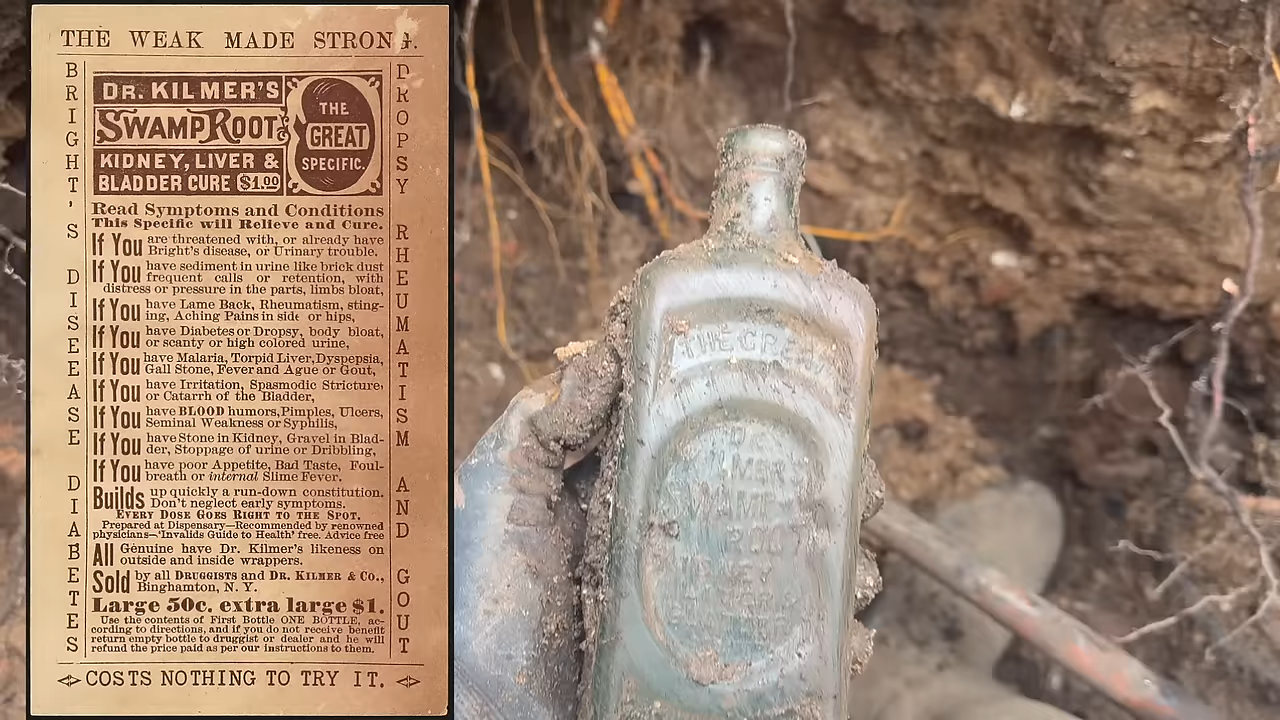 THE WEAK MADE STRONG.
BRIGHT'S DISEASE DIABETES
DR. KILMER'S
SWAMP-ROOT
KIDNEY, LIVER &
BLADDER CURE $1.00
THE
GREAT
SPECIFIC.
Read Symptoms and Conditions
This Specific will Relieve and Cure.
If You are threatened with, or already have
Bright's disease, or Urinary trouble.
If You have sediment in urine like brick dust
frequent calls or retention, with
distress or pressure in the parts, limbs bloat.
If You have Lame Back, Rheumatism, sting-
ing, Aching Pains in side or hips,
If You have Diabetes or Dropsy, body bloat,
or scanty or high colored urine,
If You have Malaria, Torpid Liver, Dyspepsia,
Gall Stone, Fever and Ague or Gout,
If You have Irritation, Spasmodic Stricture,
or Catarrh of the Bladder,
If You have BLOOD humors, Pimples, Ulcers,
Seminal Weakness or Syphilis,
If You have Stone in Kidney, Gravel in Blad-
der, Stoppage of urine or Dribbling,
If You have poor Appetite, Bad Taste, Foul-
breath or internal Slime Fever.
Builds up quickly a run-down constitution.
Don't neglect early symptoms.
EVERY DOSE GOES RIGHT TO THE SPOT,
Prepared at Dispensary—Recommended by renowned
physicians—'Invalids Guide to Health' free. Advice free
All Genuine have Dr. Kilmer's likeness on
outside and inside wrappers.
Sold by all DRUGGISTS and DR. KILMER & CO.,
Binghamton, N. Y.
Large 50c. extra large $1.
Use the contents of First Bottle ONE BOTTLE, ac-
cording to directions, and if you do not receive benefit
return empty bottle to druggist or dealer and he will
refund the price paid as per our instructions to them.
DROPSY RHEUMATISM AND GOUT
COSTS NOTHING TO TRY IT.
THE GREAT
DR
KILMER'S
SWAMP
ROOT
KIDNEY